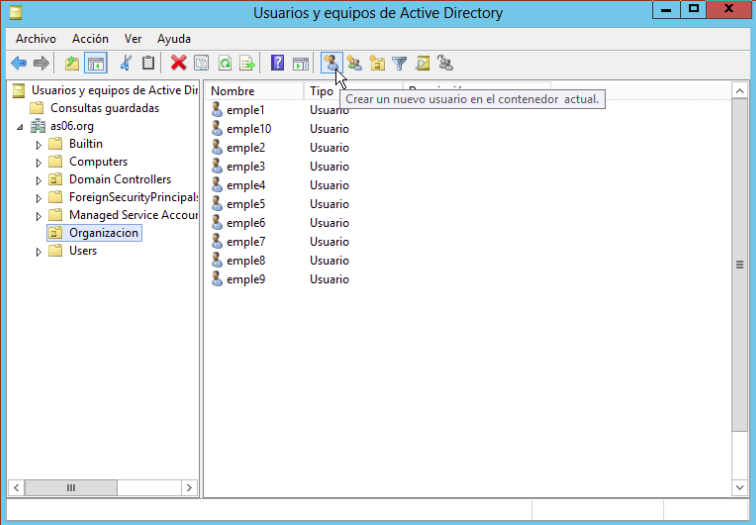 Usuarios y equipos de Active Directory
Archivo Acción Ver Ayuda
Usuarios y equipos de Active Dir
Consultas guardadas
as06.org
Builtin
Computers
Domain Controllers
ForeignSecurityPrincipals
Managed Service Accour
Organizacion
Users
Nombre Tipo
Crear un nuevo usuario en el contenedor actual.
emple1 Usuario
emple10 Usuario
emple2 Usuario
emple3 Usuario
emple4 Usuario
emple5 Usuario
emple6 Usuario
emple7 Usuario
emple8 Usuario
emple9 Usuario